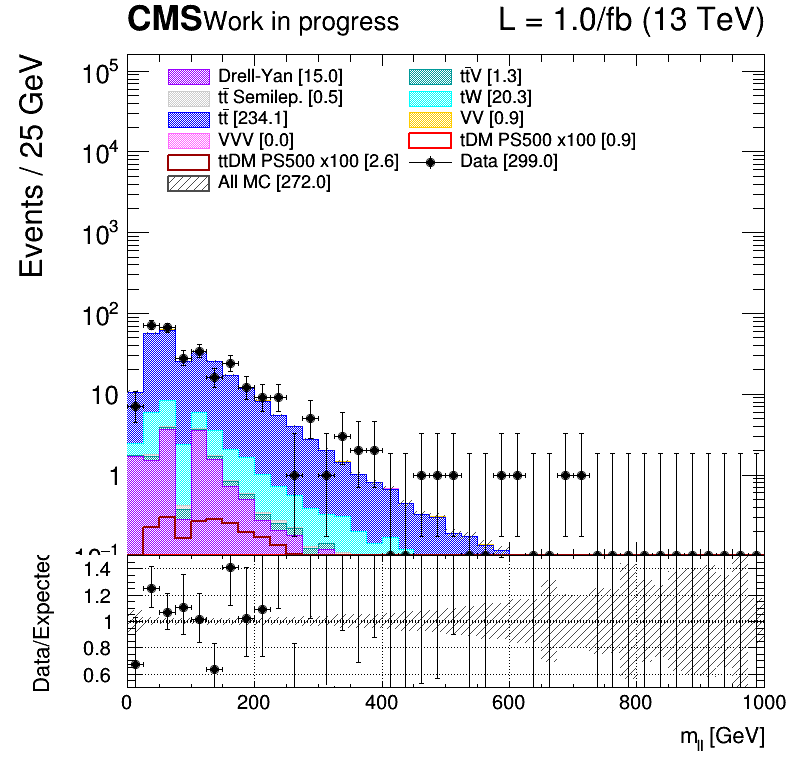 CMS Work in progress L = 1.0/fb (13 TeV)
Events / 25 GeV
10⁵
10⁴
10³
10²
10
1
10⁻¹
Drell-Yan [15.0] tt̄V [1.3]
tt̄ Semilep. [0.5] tW [20.3]
tt̄ [234.1] VV [0.9]
VVV [0.0] tDM PS500 x100 [0.9]
ttDM PS500 x100 [2.6] Data [299.0]
All MC [272.0]
Data/Expected
1.4
1.2
1
0.8
0.6
0 200 400 600 800 1000
m_ll [GeV]